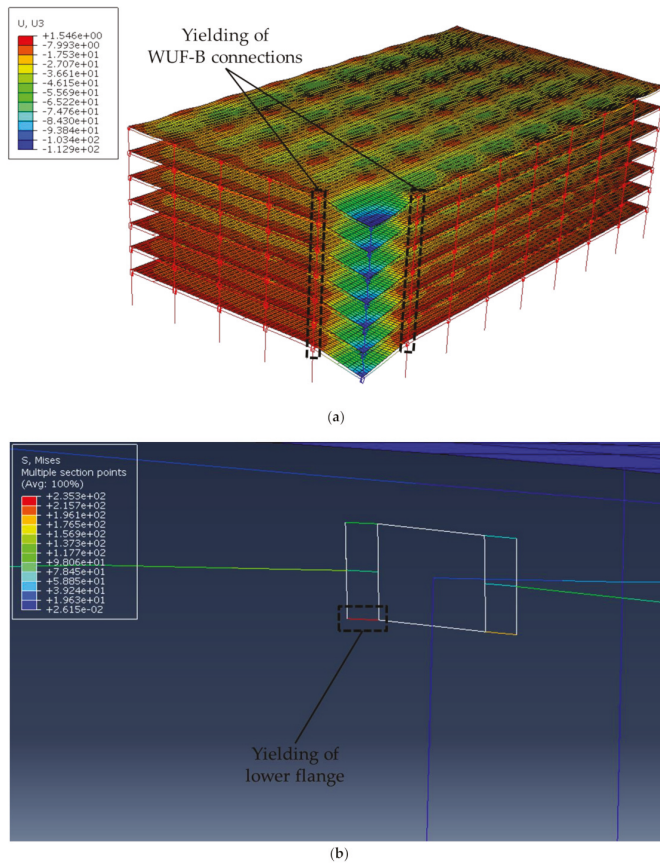 U, U3
+1.546e+00
-7.993e+00
-1.753e+01
-2.707e+01
-3.661e+01
-4.615e+01
-5.569e+01
-6.522e+01
-7.476e+01
-8.430e+01
-9.384e+01
-1.034e+02
-1.129e+02
Yielding of
WUF-B connections
(a)
S, Mises
Multiple section points
(Avg: 100%)
+2.353e+02
+2.157e+02
+1.961e+02
+1.765e+02
+1.569e+02
+1.373e+02
+1.177e+02
+9.806e+01
+7.845e+01
+5.885e+01
+3.924e+01
+1.963e+01
+2.615e-02
Yielding of
lower flange
(b)